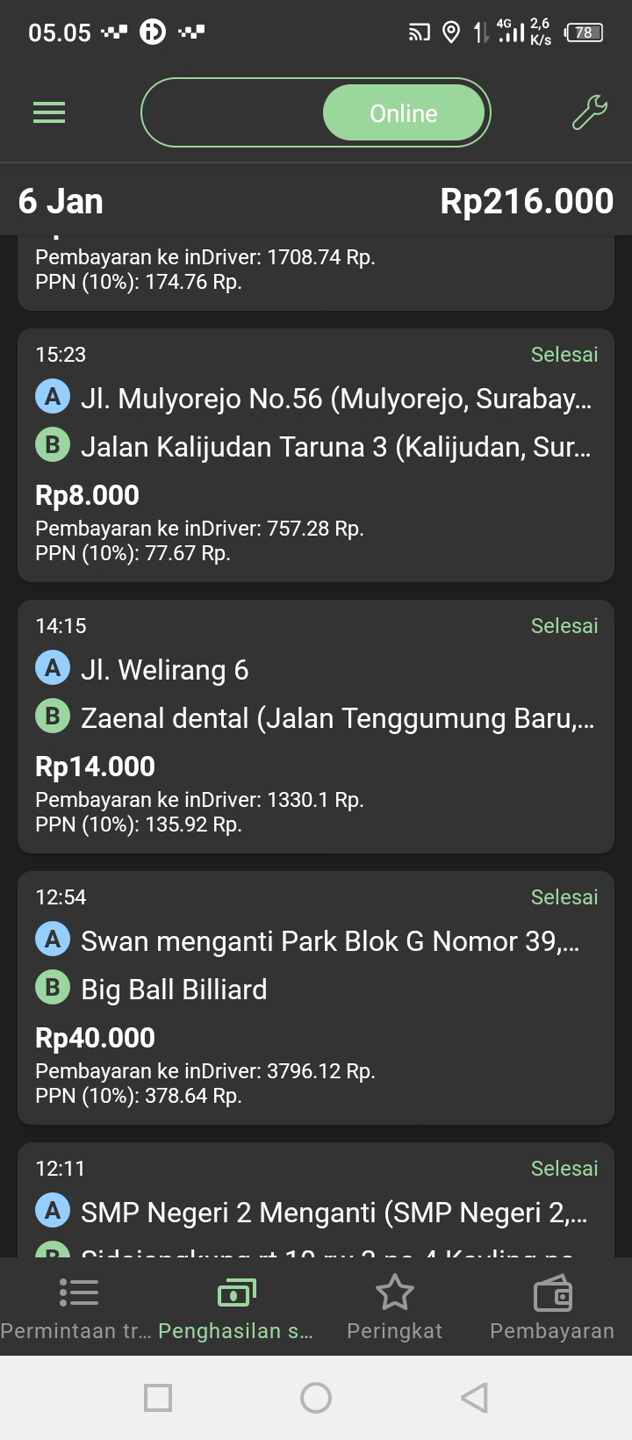 05.05
4G 2,6 K/s 78
Online
6 Jan Rp216.000
Pembayaran ke inDriver: 1708.74 Rp.
PPN (10%): 174.76 Rp.
15:23 Selesai
A Jl. Mulyorejo No.56 (Mulyorejo, Surabay...
B Jalan Kalijudan Taruna 3 (Kalijudan, Sur...
Rp8.000
Pembayaran ke inDriver: 757.28 Rp.
PPN (10%): 77.67 Rp.
14:15 Selesai
A Jl. Welirang 6
B Zaenal dental (Jalan Tenggumung Baru,...
Rp14.000
Pembayaran ke inDriver: 1330.1 Rp.
PPN (10%): 135.92 Rp.
12:54 Selesai
A Swan menganti Park Blok G Nomor 39,...
B Big Ball Billiard
Rp40.000
Pembayaran ke inDriver: 3796.12 Rp.
PPN (10%): 378.64 Rp.
12:11 Selesai
A SMP Negeri 2 Menganti (SMP Negeri 2,...
B
Permintaan tr... Penghasilan s... Peringkat Pembayaran